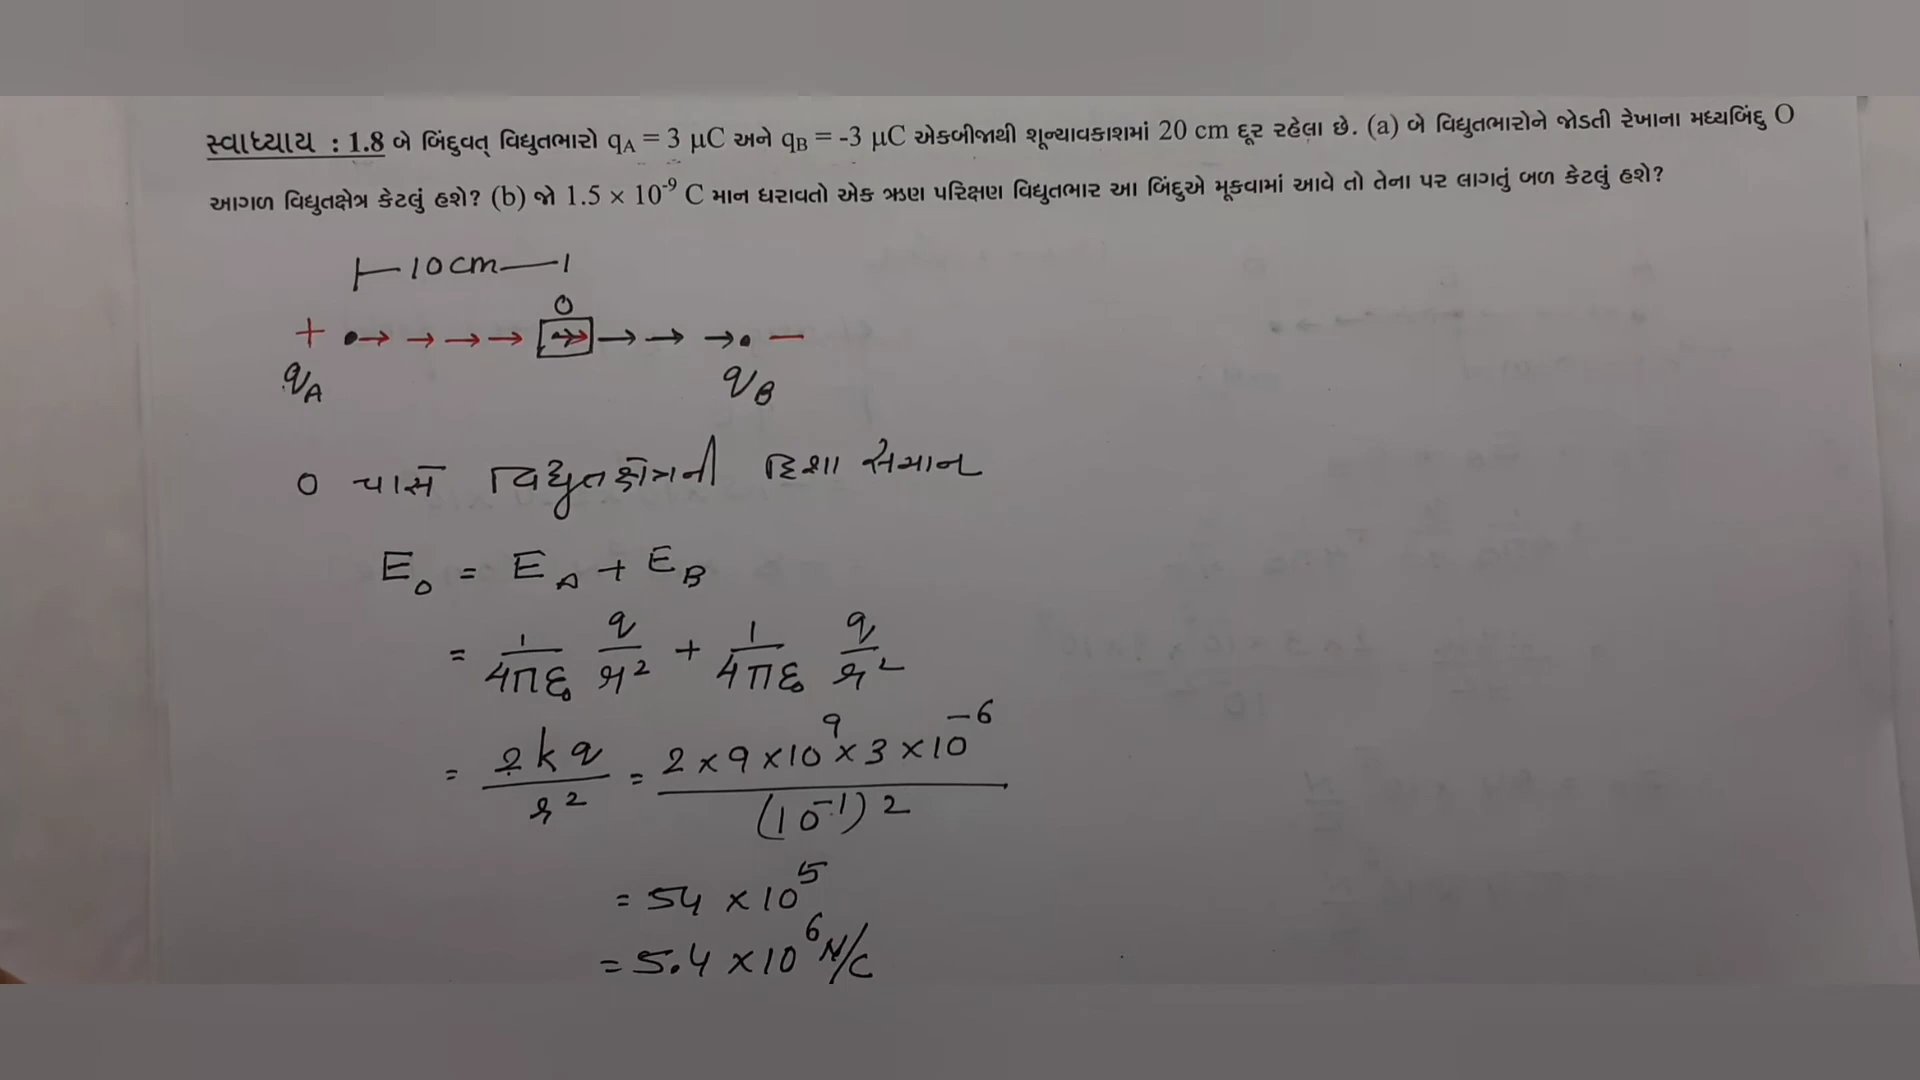 સ્વાધ્યાય : 1.8 બે બિંદુવત્ વિદ્યુતભારો qA = 3 μC અને qB = -3 μC એકબીજાથી શૂન્યાવકાશમાં 20 cm દૂર રહેલા છે. (a) બે વિદ્યુતભારોને જોડતી રેખાના મધ્યબિંદુ O
આગળ વિદ્યુતક્ષેત્ર કેટલું હશે? (b) જો 1.5 × 10⁻⁹ C માન ધરાવતો એક ઋણ પરિક્ષણ વિદ્યુતભાર આ બિંદુએ મૂકવામાં આવે તો તેના પર લાગતું બળ કેટલું હશે?
10cm
O
+ → → → → → → → → −
qA qB
O પાસે વિદ્યુતક્ષેત્રની દિશા સમાન
E₀ = EA + EB
= 1/4πε₀ q/r² + 1/4πε₀ q/r²
= 2kq/r² = 2 × 9 × 10⁹ × 3 × 10⁻⁶/(10⁻¹)²
= 54 × 10⁵
= 5.4 × 10⁶ N/C